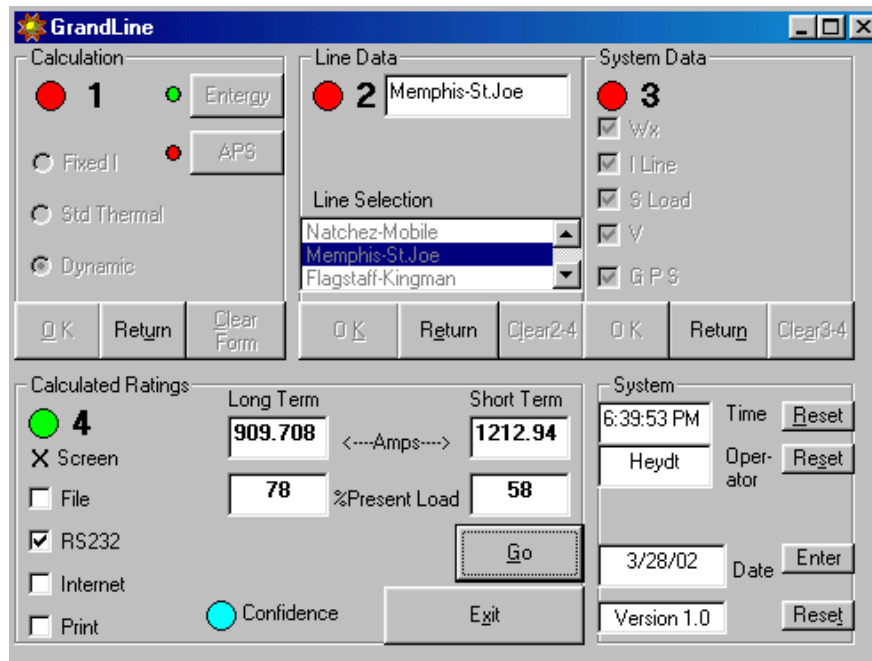 GrandLine
Calculation
1
Entergy
APS
Fixed I
Std Thermal
Dynamic
O K
Return
Clear
Form
Line Data
2
Memphis-St.Joe
Line Selection
Natchez-Mobile
Memphis-St.Joe
Flagstaff-Kingman
O K
Return
Clear2-4
System Data
3
Wx
I Line
S Load
V
G P S
O K
Return
Clear3-4
Calculated Ratings
4
X Screen
File
RS232
Internet
Print
Long Term
Short Term
909.708
<----Amps---->
1212.94
78
%Present Load
58
Go
Confidence
Exit
System
6:39:53 PM
Time
Reset
Heydt
Oper-
ator
Reset
3/28/02
Date
Enter
Version 1.0
Reset